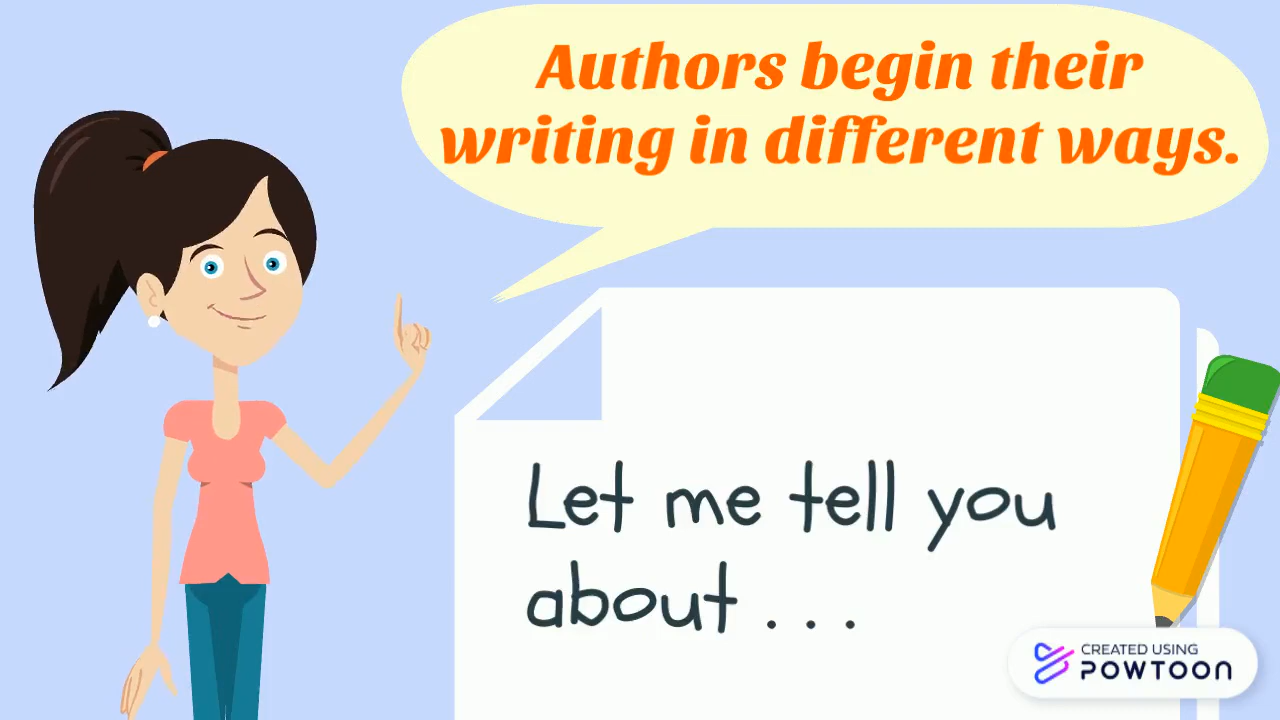 Authors begin their
writing in different ways.
Let me tell you
about . . .
CREATED USING
POWTOON